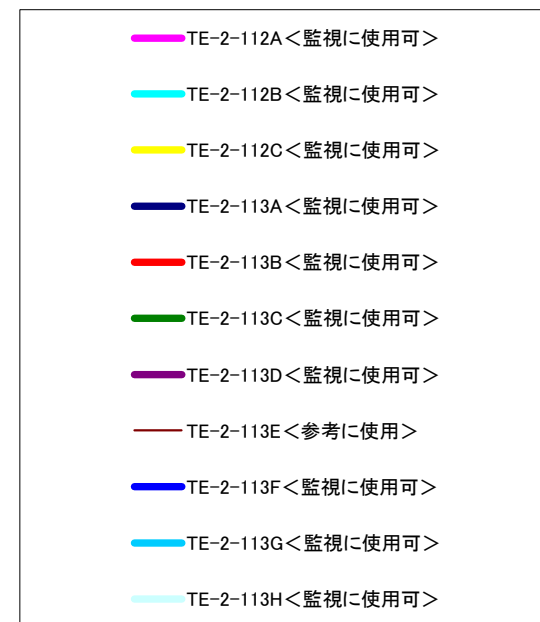 TE-2-112A＜監視に使用可＞
TE-2-112B＜監視に使用可＞
TE-2-112C＜監視に使用可＞
TE-2-113A＜監視に使用可＞
TE-2-113B＜監視に使用可＞
TE-2-113C＜監視に使用可＞
TE-2-113D＜監視に使用可＞
TE-2-113E＜参考に使用＞
TE-2-113F＜監視に使用可＞
TE-2-113G＜監視に使用可＞
TE-2-113H＜監視に使用可＞